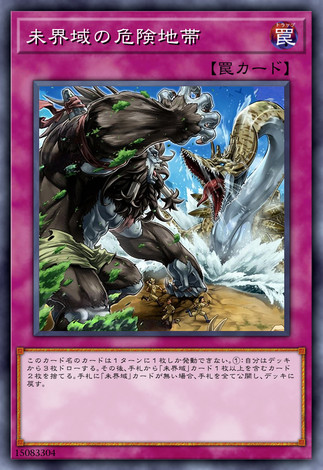 未界域の危険地帯
トラップ
罠
【罠カード】
このカード名のカードは1ターンに1枚しか発動できない。①:自分はデッキ
から3枚ドローする。その後、手札から「未界域」カード1枚以上を含むカード
2枚を捨てる。手札に「未界域」カードが無い場合、手札を全て公開し、デッキに
戻す。
15083304